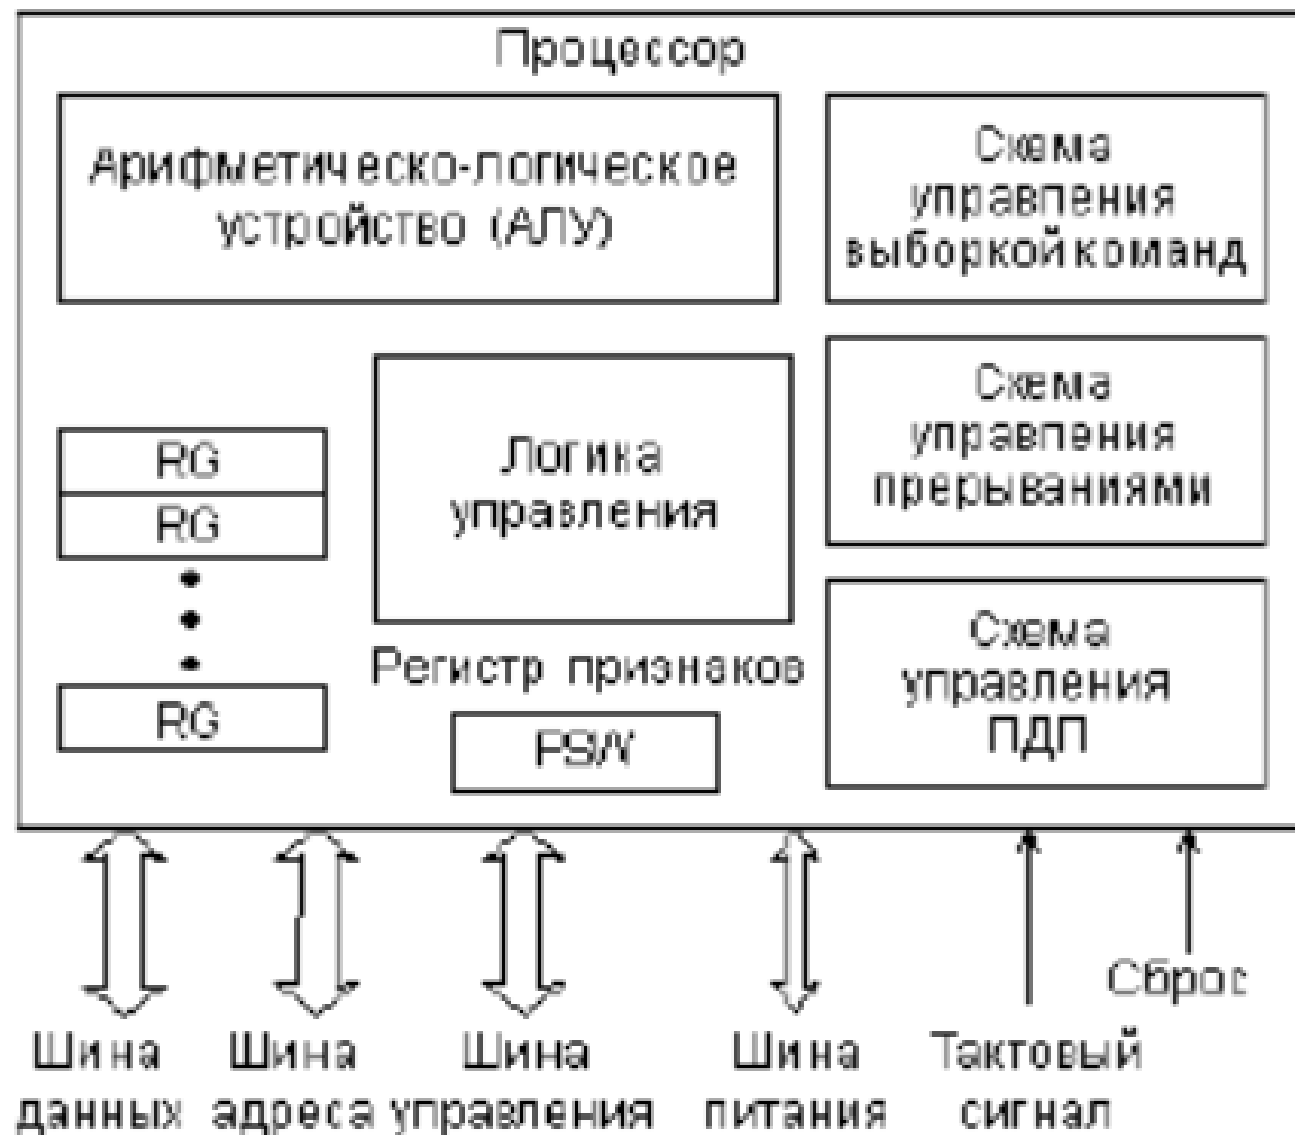 Процессор
Арифметическо-логическое
устройство (АЛУ)
Схема
управления
выборкой команд
Схема
управления
прерываниями
Схема
управления
ПДП
Логика
управления
RG
RG
RG
Регистр признаков
PSW
Шина
данных
Шина
адреса
Шина
управления
Шина
питания
Тактовый
сигнал
Сброс